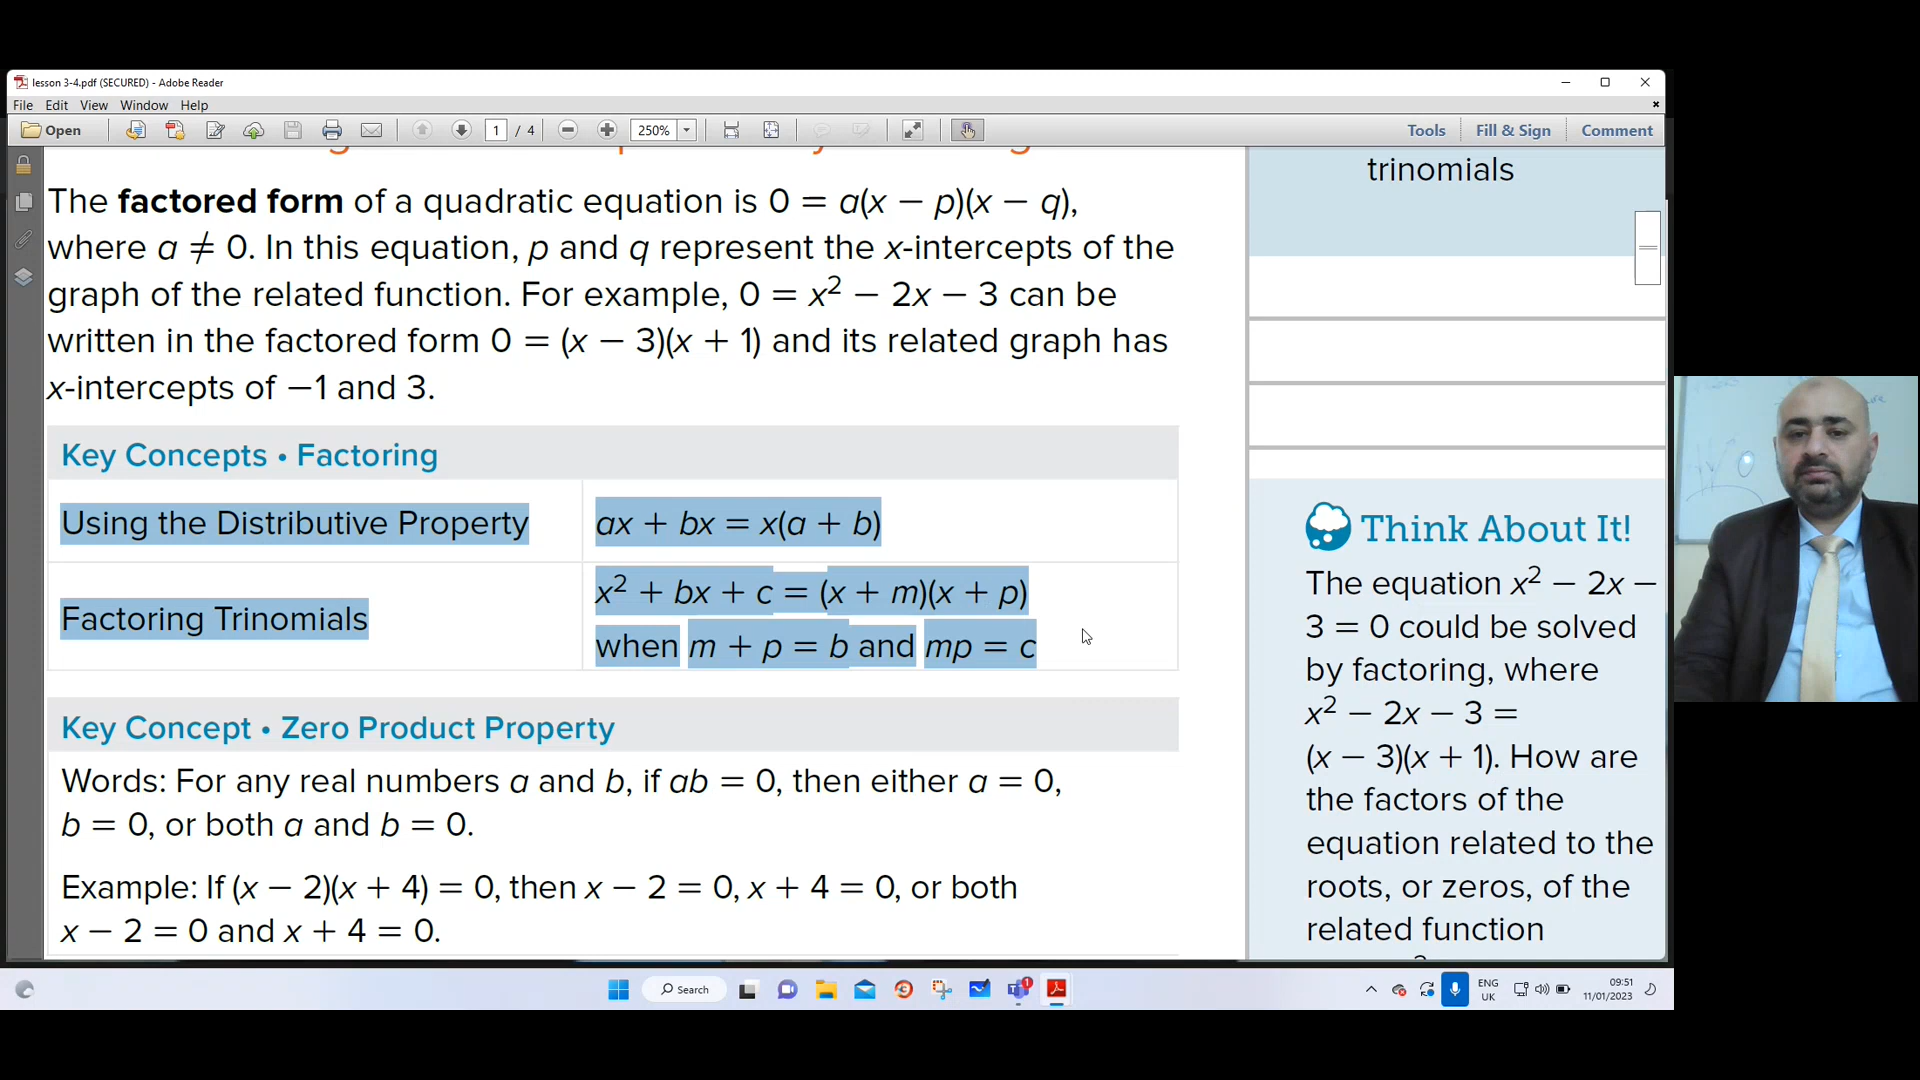 lesson 3-4.pdf (SECURED) - Adobe Reader
File Edit View Window Help
Open 1 / 4 250% Tools Fill & Sign Comment
The factored form of a quadratic equation is 0 = a(x − p)(x − q),
where a ≠ 0. In this equation, p and q represent the x-intercepts of the
graph of the related function. For example, 0 = x² − 2x − 3 can be
written in the factored form 0 = (x − 3)(x + 1) and its related graph has
x-intercepts of −1 and 3.
Key Concepts • Factoring
Using the Distributive Property
ax + bx = x(a + b)
Factoring Trinomials
x² + bx + c = (x + m)(x + p)
when m + p = b and mp = c
Key Concept • Zero Product Property
Words: For any real numbers a and b, if ab = 0, then either a = 0,
b = 0, or both a and b = 0.
Example: If (x − 2)(x + 4) = 0, then x − 2 = 0, x + 4 = 0, or both
x − 2 = 0 and x + 4 = 0.
trinomials
Think About It!
The equation x² − 2x −
3 = 0 could be solved
by factoring, where
x² − 2x − 3 =
(x − 3)(x + 1). How are
the factors of the
equation related to the
roots, or zeros, of the
related function
Search
1
ENG
UK
09:51
11/01/2023